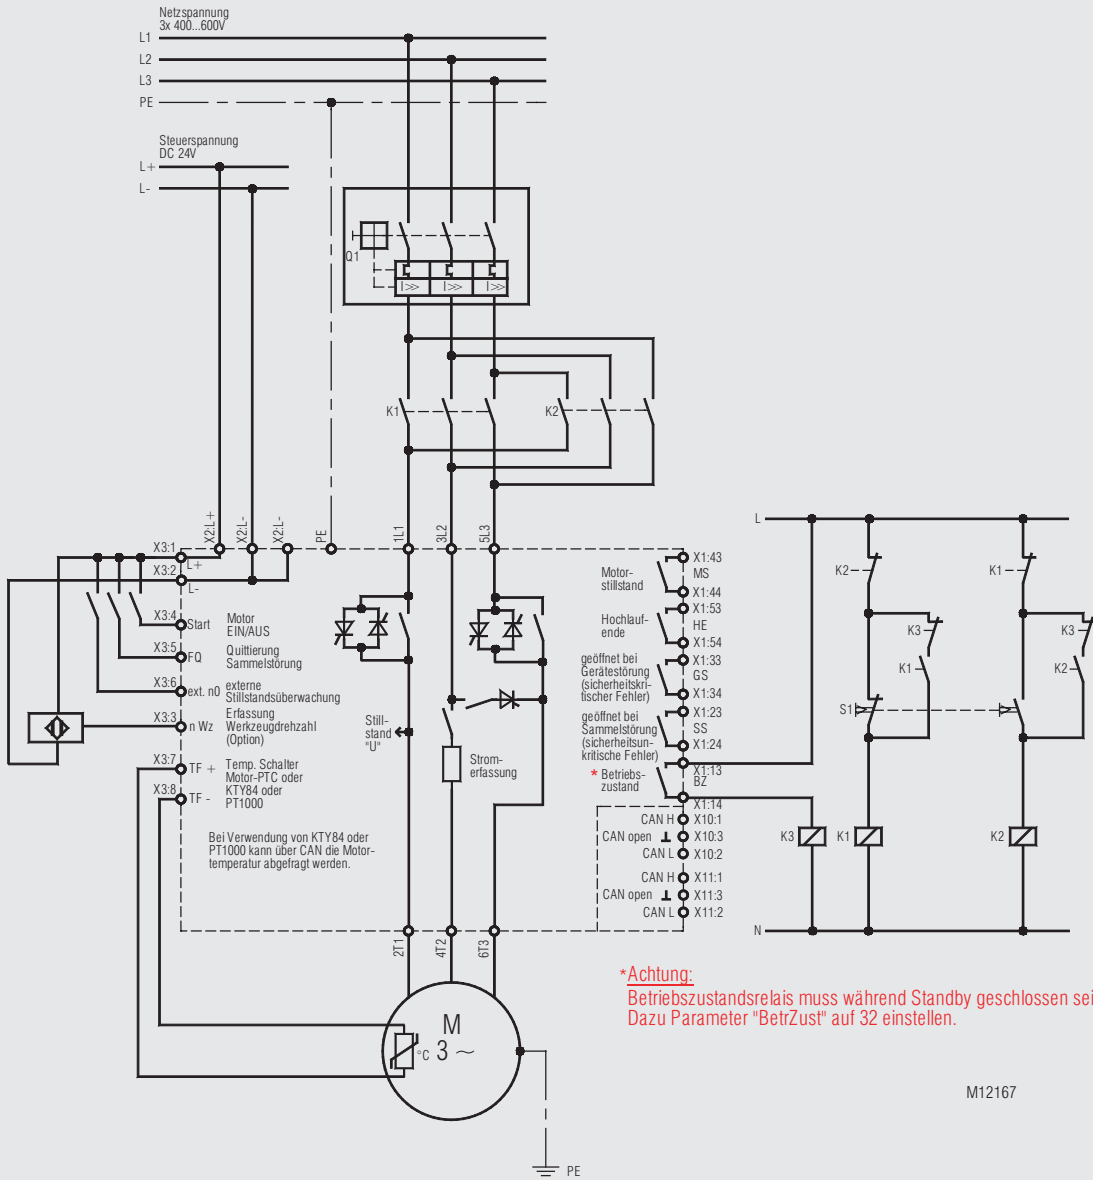 Netzspannung
3x 400...600V
L1
L2
L3
PE
Steuerspannung
DC 24V
L+
L-
Q1
I>>
I>>
I>>
K1
K2
X2:L+
X2:L-
X2:L-
PE
1L1
3L2
5L3
X3:1
L+
X3:2
L-
X3:4
Start
Motor
EIN/AUS
X3:5
FQ
Quittierung
Sammelstörung
X3:6
ext. n0
externe
Stillstandsüberwachung
X3:3
n Wz
Erfassung
Werkzeugdrehzahl
(Option)
X3:7
TF +
Temp. Schalter
Motor-PTC oder
KTY84 oder
PT1000
X3:8
TF -
Bei Verwendung von KTY84 oder
PT1000 kann über CAN die Motor-
temperatur abgefragt werden.
Still-
stand
"U"
Strom-
erfassung
Motor-
stillstand
X1:43
MS
X1:44
Hochlauf-
ende
X1:53
HE
X1:54
geöffnet bei
Gerätestörung
(sicherheitskri-
tischer Fehler)
X1:33
GS
X1:34
geöffnet bei
Sammelstörung
(sicherheitsun-
kritische Fehler)
X1:23
SS
X1:24
* Betriebs-
zustand
X1:13
BZ
X1:14
CAN H X10:1
CAN open X10:3
CAN L X10:2
CAN H X11:1
CAN open X11:3
CAN L X11:2
2T1
4T2
6T3
M
3 ~
°C
PE
L
K2
K1
K3
K1
K3
K2
S1
K3
K1
K2
N
*Achtung:
Betriebszustandsrelais muss während Standby geschlossen sei
Dazu Parameter "BetrZust" auf 32 einstellen.
M12167